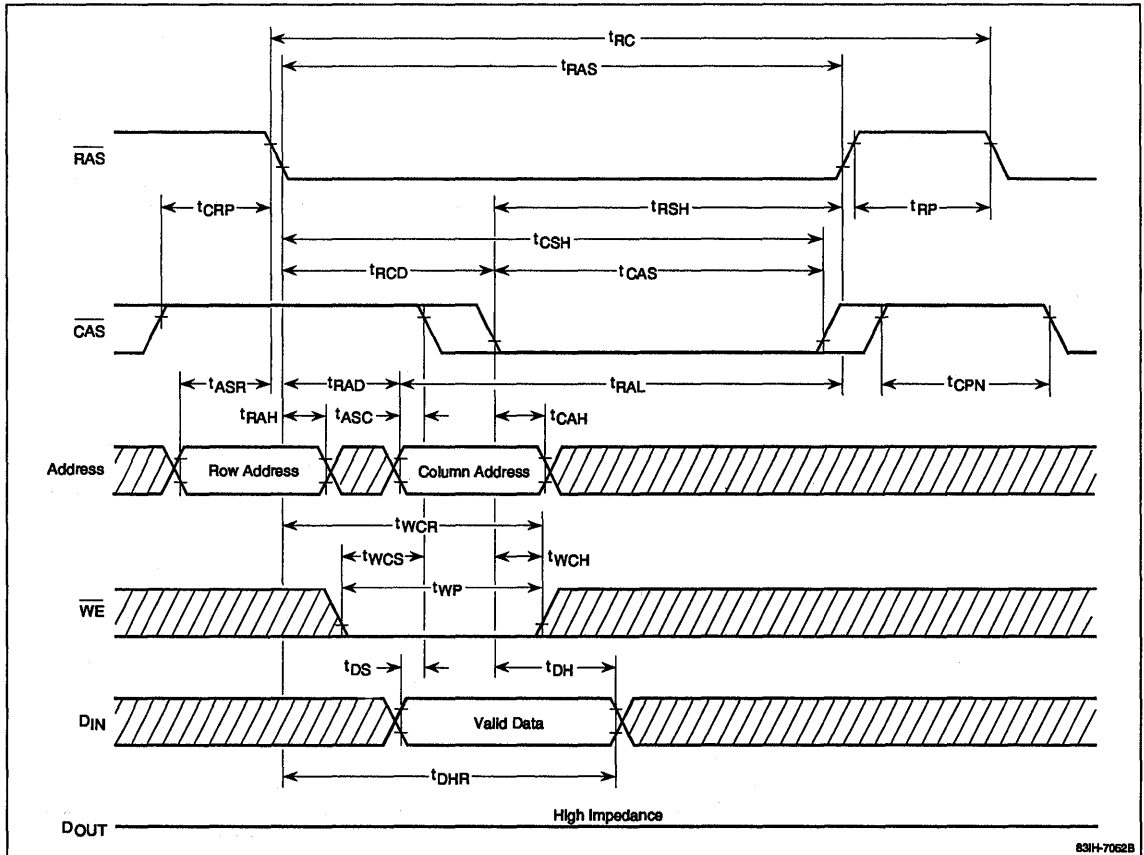 tRC
tRAS
RAS
tCRP
tRSH
tRP
tCSH
tRCD
tCAS
CAS
tASR
tRAD
tRAL
tCPN
tRAH
tASC
tCAH
Address
Row Address
Column Address
tWCR
tWCS
tWCH
tWP
WE
tDS
tDH
DIN
Valid Data
tDHR
High Impedance
DOUT
83IH-7052B